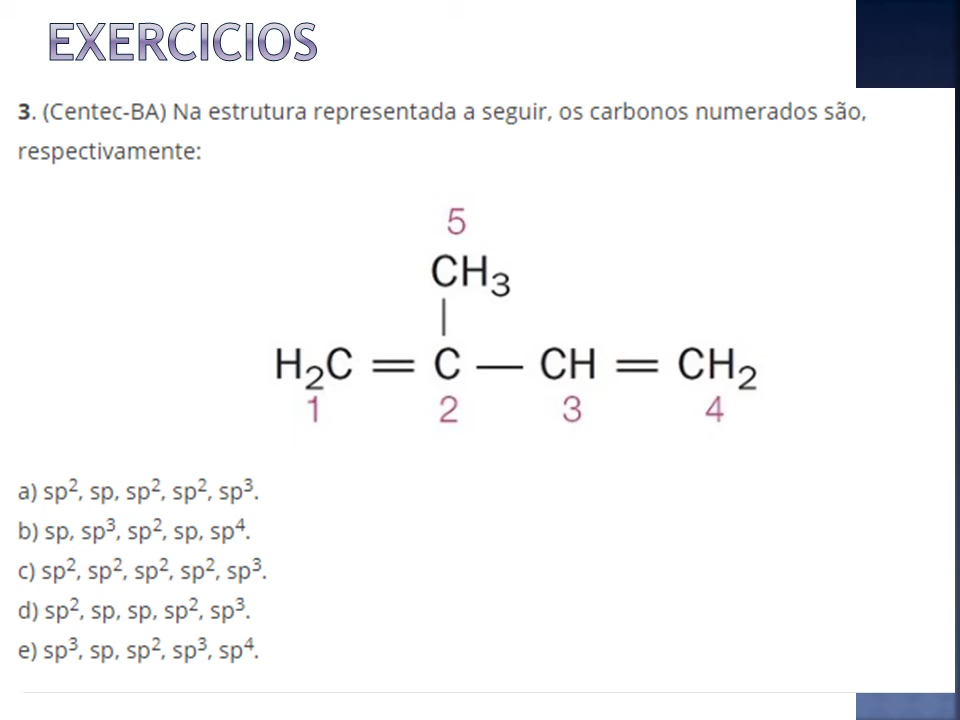 EXERCICIOS
3. (Centec-BA) Na estrutura representada a seguir, os carbonos numerados são,
respectivamente:
5
CH₃
|
H₂C = C — CH = CH₂
1 2 3 4
a) sp², sp, sp², sp², sp³.
b) sp, sp³, sp², sp, sp⁴.
c) sp², sp², sp², sp², sp³.
d) sp², sp, sp, sp², sp³.
e) sp³, sp, sp², sp³, sp⁴.